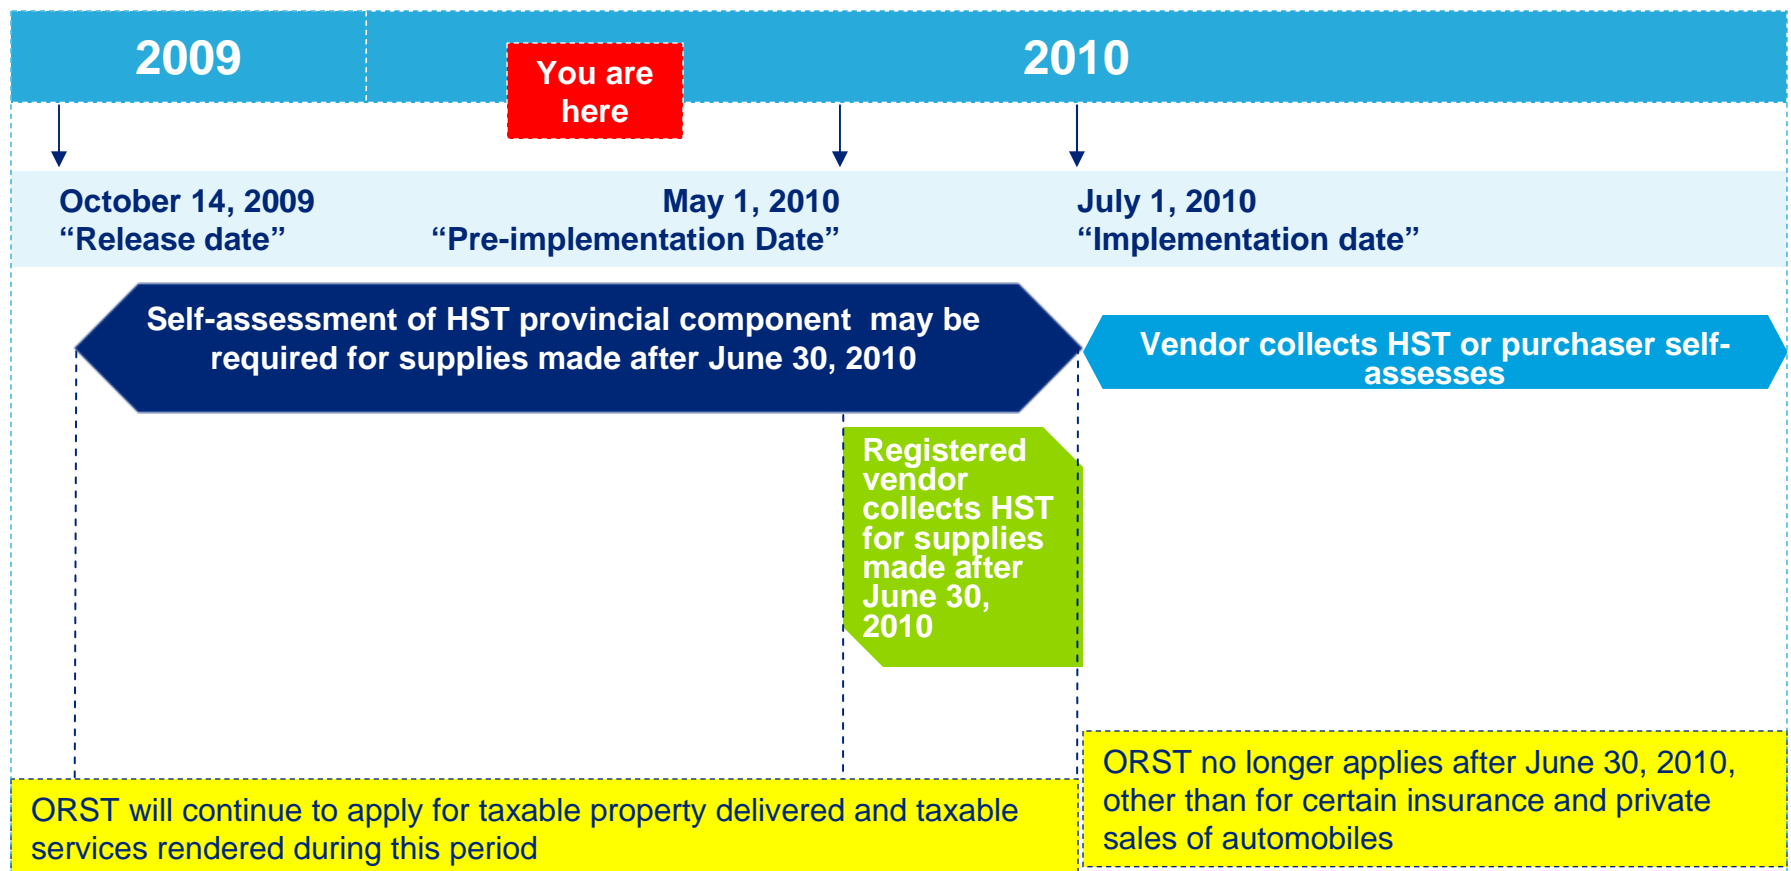 2009
You are
here
2010
October 14, 2009
“Release date”
May 1, 2010
“Pre-implementation Date”
July 1, 2010
“Implementation date”
Self-assessment of HST provincial component may be
required for supplies made after June 30, 2010
Vendor collects HST or purchaser self-
assesses
Registered
vendor
collects HST
for supplies
made after
June 30,
2010
ORST will continue to apply for taxable property delivered and taxable
services rendered during this period
ORST no longer applies after June 30, 2010,
other than for certain insurance and private
sales of automobiles